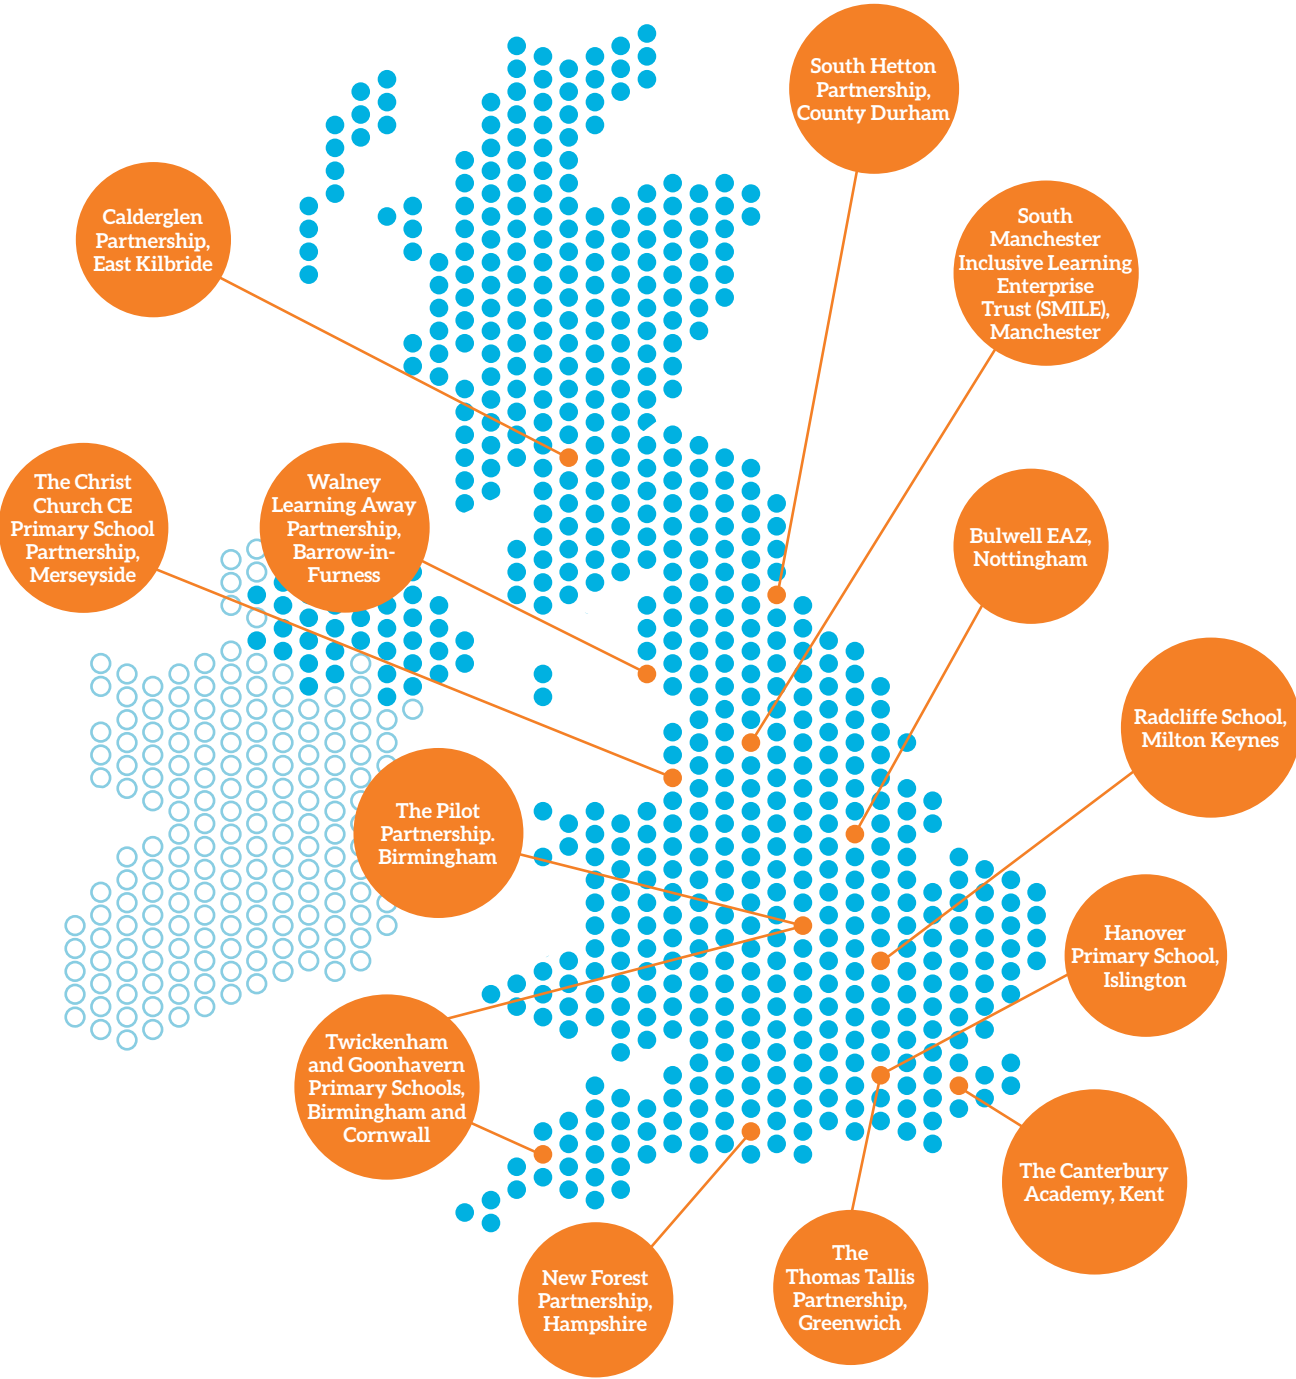 South Hetton
Partnership,
County Durham
Calderglen
Partnership,
East Kilbride
South
Manchester
Inclusive Learning
Enterprise
Trust (SMILE),
Manchester
The Christ
Church CE
Primary School
Partnership,
Merseyside
Walney
Learning Away
Partnership,
Barrow-in-
Furness
Bulwell EAZ,
Nottingham
Radcliffe School,
Milton Keynes
The Pilot
Partnership.
Birmingham
Hanover
Primary School,
Islington
Twickenham
and Goonhavern
Primary Schools,
Birmingham and
Cornwall
The Canterbury
Academy, Kent
New Forest
Partnership,
Hampshire
The
Thomas Tallis
Partnership,
Greenwich